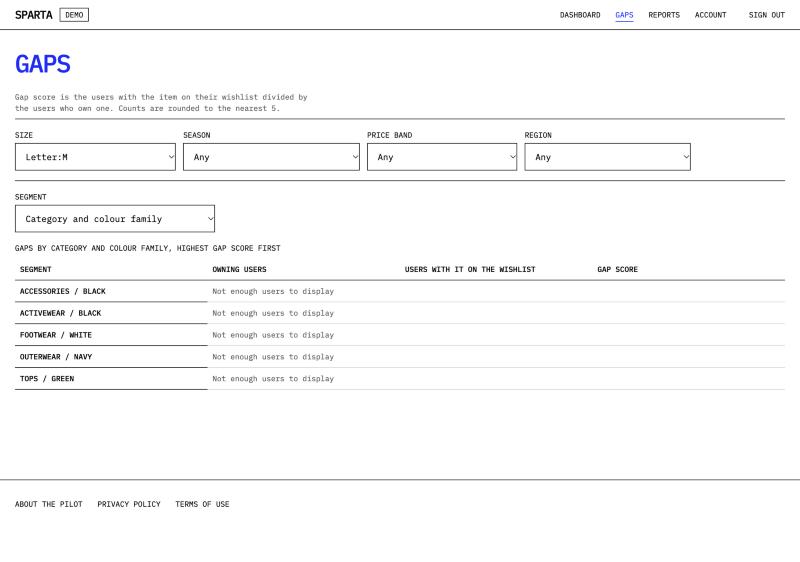 SPARTA DEMO DASHBOARD GAPS REPORTS ACCOUNT SIGN OUT
GAPS
Gap score is the users with the item on their wishlist divided by
the users who own one. Counts are rounded to the nearest 5.
SIZE SEASON PRICE BAND REGION
Letter:M Any Any Any
SEGMENT
Category and colour family
GAPS BY CATEGORY AND COLOUR FAMILY, HIGHEST GAP SCORE FIRST
SEGMENT OWNING USERS USERS WITH IT ON THE WISHLIST GAP SCORE
ACCESSORIES / BLACK Not enough users to display
ACTIVEWEAR / BLACK Not enough users to display
FOOTWEAR / WHITE Not enough users to display
OUTERWEAR / NAVY Not enough users to display
TOPS / GREEN Not enough users to display
ABOUT THE PILOT PRIVACY POLICY TERMS OF USE